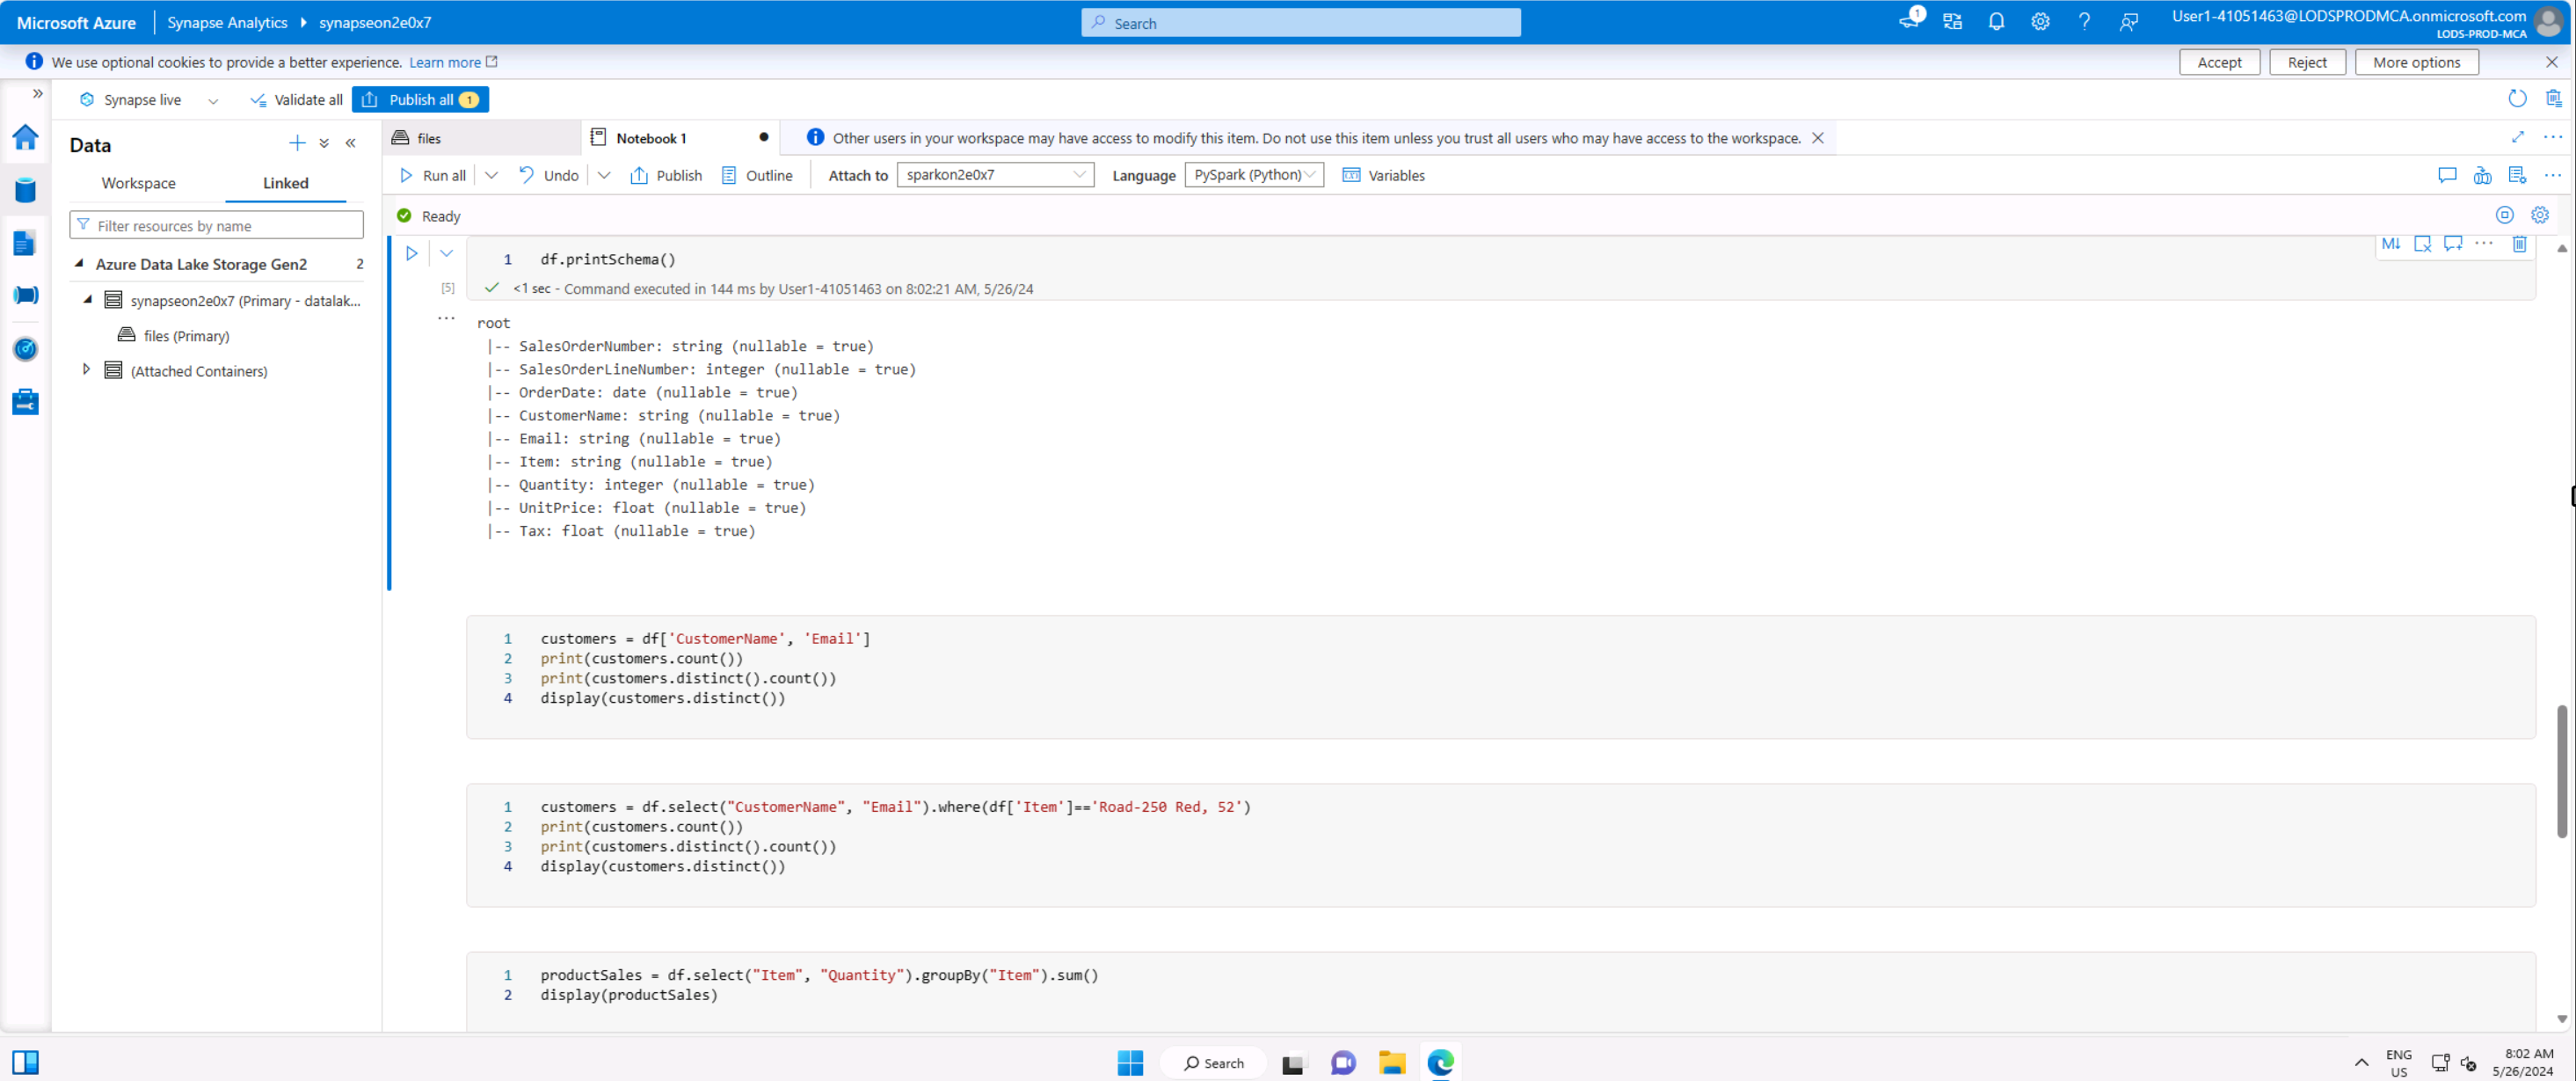 Microsoft Azure
Synapse Analytics
synapseon2e0x7
Search
1
User1-41051463@LODSPRODMCA.onmicrosoft.com
LODS-PROD-MCA
We use optional cookies to provide a better experience. Learn more
Accept
Reject
More options
Synapse live
Validate all
Publish all 1
Data
Workspace
Linked
Filter resources by name
Azure Data Lake Storage Gen2 2
synapseon2e0x7 (Primary - datalak...
files (Primary)
(Attached Containers)
files
Notebook 1
Other users in your workspace may have access to modify this item. Do not use this item unless you trust all users who may have access to the workspace.
Run all
Undo
Publish
Outline
Attach to
sparkon2e0x7
Language
PySpark (Python)
Variables
Ready
1 df.printSchema()
[5] <1 sec - Command executed in 144 ms by User1-41051463 on 8:02:21 AM, 5/26/24
root
|-- SalesOrderNumber: string (nullable = true)
|-- SalesOrderLineNumber: integer (nullable = true)
|-- OrderDate: date (nullable = true)
|-- CustomerName: string (nullable = true)
|-- Email: string (nullable = true)
|-- Item: string (nullable = true)
|-- Quantity: integer (nullable = true)
|-- UnitPrice: float (nullable = true)
|-- Tax: float (nullable = true)
1 customers = df['CustomerName', 'Email']
2 print(customers.count())
3 print(customers.distinct().count())
4 display(customers.distinct())
1 customers = df.select("CustomerName", "Email").where(df['Item']=='Road-250 Red, 52')
2 print(customers.count())
3 print(customers.distinct().count())
4 display(customers.distinct())
1 productSales = df.select("Item", "Quantity").groupBy("Item").sum()
2 display(productSales)
Search
ENG
US
8:02 AM
5/26/2024